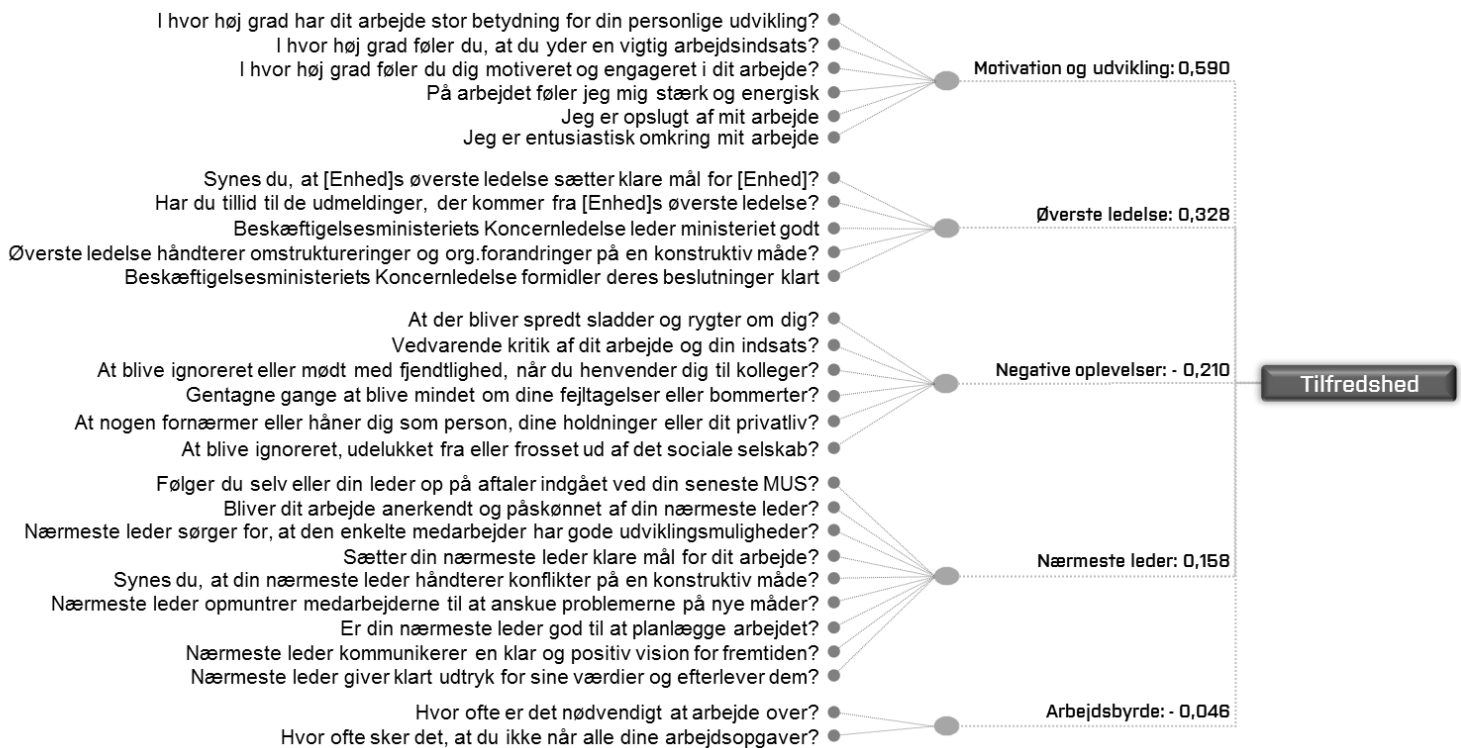 I hvor høj grad har dit arbejde stor betydning for din personlige udvikling?
I hvor høj grad føler du, at du yder en vigtig arbejdsindsats?
I hvor høj grad føler du dig motiveret og engageret i dit arbejde?
På arbejdet føler jeg mig stærk og energisk
Jeg er opslugt af mit arbejde
Jeg er entusiastisk omkring mit arbejde
Motivation og udvikling: 0,590
Synes du, at [Enhed]s øverste ledelse sætter klare mål for [Enhed]?
Har du tillid til de udmeldinger, der kommer fra [Enhed]s øverste ledelse?
Beskæftigelsesministeriets Koncernledelse leder ministeriet godt
Øverste ledelse håndterer omstruktureringer og org.forandringer på en konstruktiv måde?
Beskæftigelsesministeriets Koncernledelse formidler deres beslutninger klart
Øverste ledelse: 0,328
At der bliver spredt sladder og rygter om dig?
Vedvarende kritik af dit arbejde og din indsats?
At blive ignoreret eller mødt med fjendtlighed, når du henvender dig til kolleger?
Gentagne gange at blive mindet om dine fejltagelser eller bommerter?
At nogen fornærmer eller håner dig som person, dine holdninger eller dit privatliv?
At blive ignoreret, udelukket fra eller frosset ud af det sociale selskab?
Negative oplevelser: - 0,210
Tilfredshed
Følger du selv eller din leder op på aftaler indgået ved din seneste MUS?
Bliver dit arbejde anerkendt og påskønnet af din nærmeste leder?
Nærmeste leder sørger for, at den enkelte medarbejder har gode udviklingsmuligheder?
Sætter din nærmeste leder klare mål for dit arbejde?
Synes du, at din nærmeste leder håndterer konflikter på en konstruktiv måde?
Nærmeste leder opmuntrer medarbejderne til at anskue problemerne på nye måder?
Er din nærmeste leder god til at planlægge arbejdet?
Nærmeste leder kommunikerer en klar og positiv vision for fremtiden?
Nærmeste leder giver klart udtryk for sine værdier og efterlever dem?
Nærmeste leder: 0,158
Hvor ofte er det nødvendigt at arbejde over?
Hvor ofte sker det, at du ikke når alle dine arbejdsopgaver?
Arbejdsbyrde: - 0,046